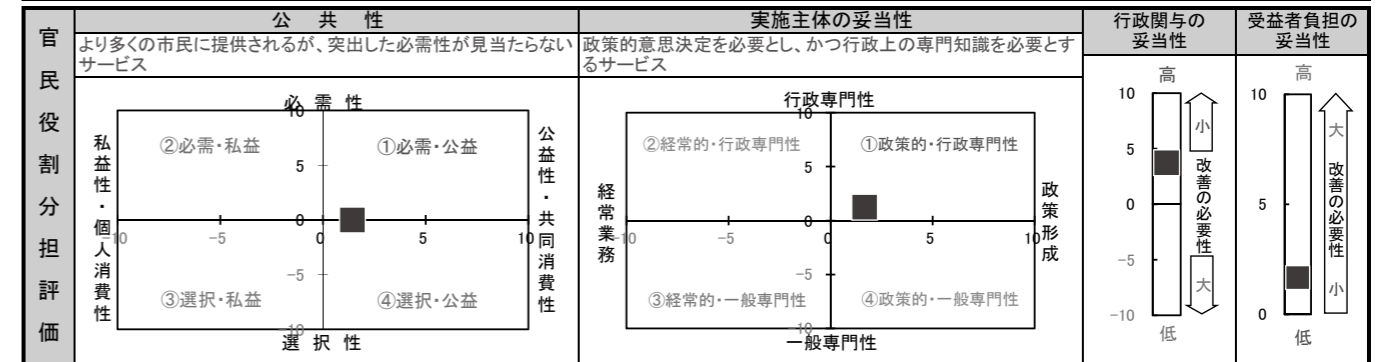 官民役割分担評価
公共性
より多くの市民に提供されるが、突出した必需性が見当たらない
サービス
必需性
10
②必需・私益
①必需・公益
5
私益性・個人消費性
公益性・共同消費性
0
-10
-5
0
5
10
-5
③選択・私益
④選択・公益
-10
選択性
実施主体の妥当性
政策的意思決定を必要とし、かつ行政上の専門知識を必要とす
るサービス
行政専門性
10
②経常的・行政専門性
①政策的・行政専門性
5
経常業務
政策形成
0
-10
-5
0
5
10
-5
③経常的・一般専門性
④政策的・一般専門性
-10
一般専門性
行政関与の
妥当性
高
10
5
0
-5
-10
低
小
改善の必要性
大
受益者負担の
妥当性
高
10
5
0
低
大
改善の必要性
小